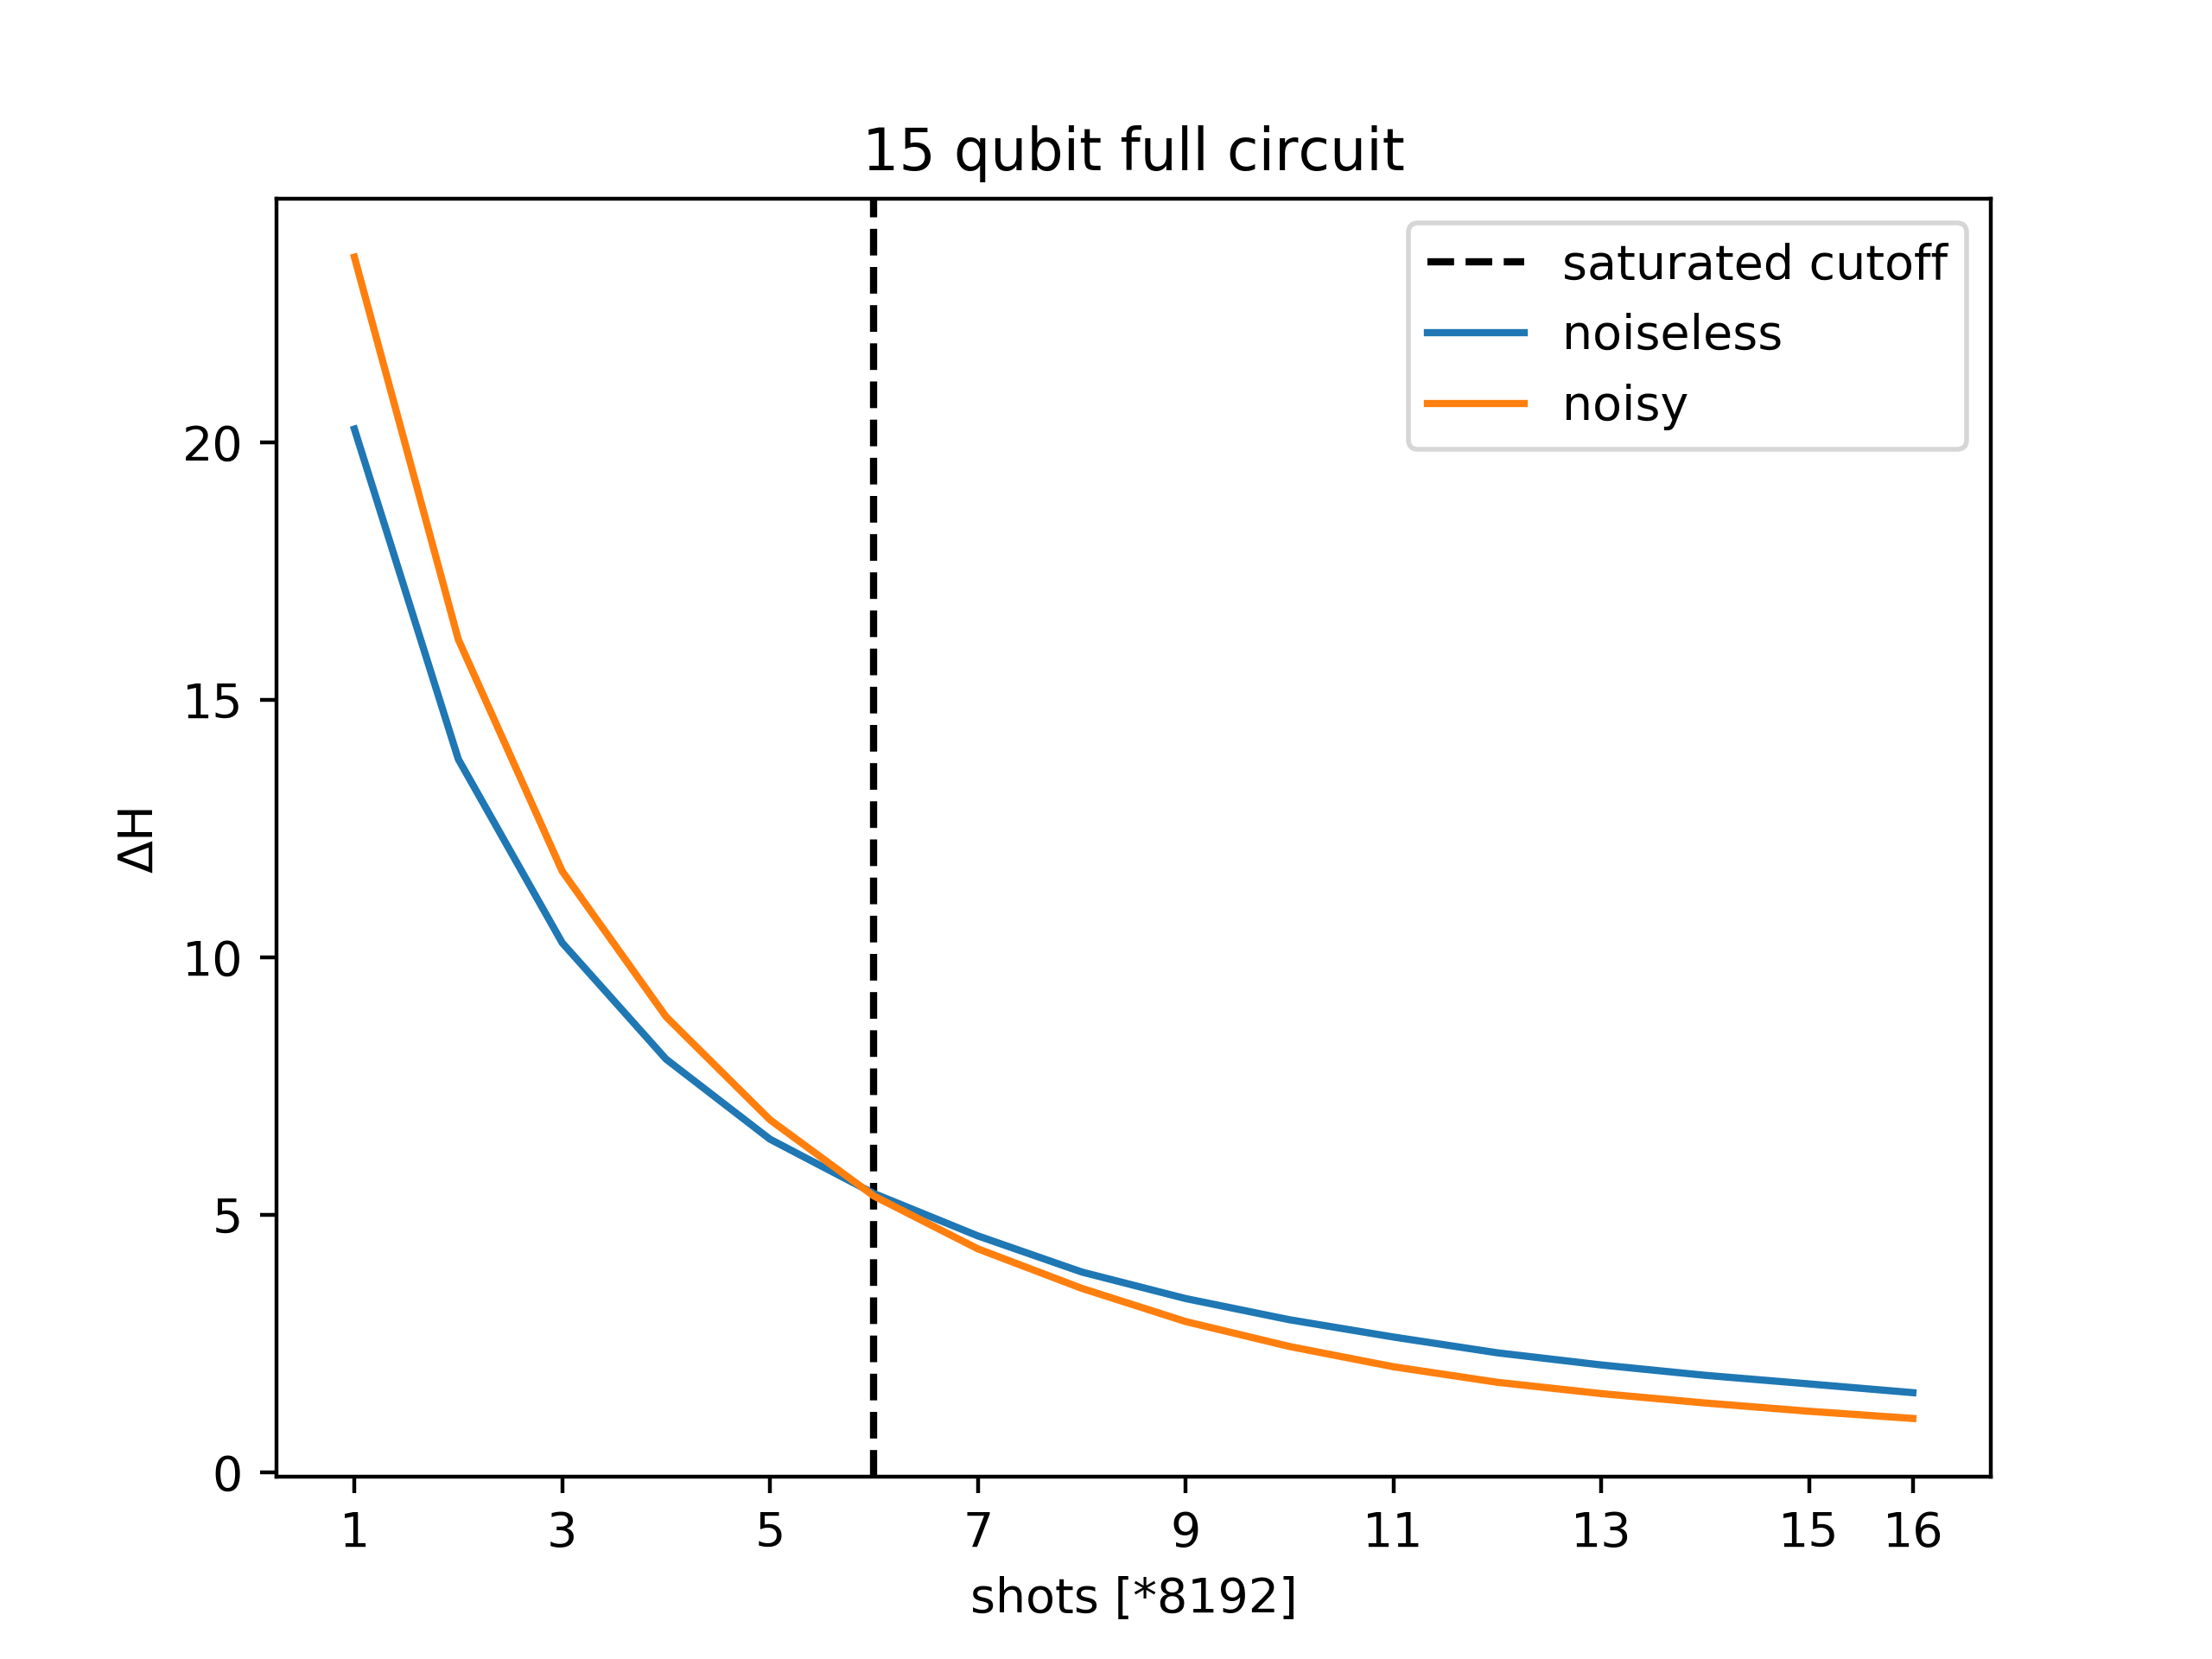 15 qubit full circuit
saturated cutoff
noiseless
noisy
20
15
10
5
0
ΔH
1 3 5 7 9 11 13 15 16
shots [*8192]